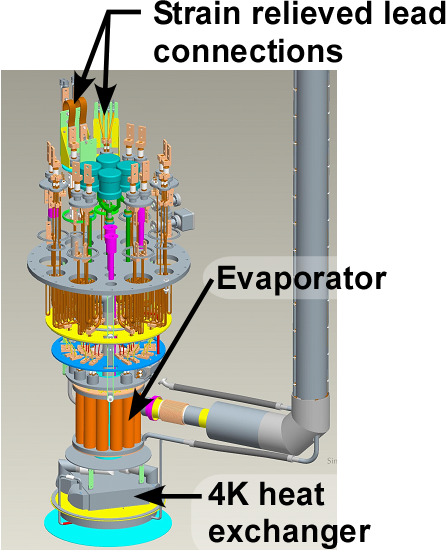 Strain relieved lead
connections
Evaporator
4K heat
exchanger